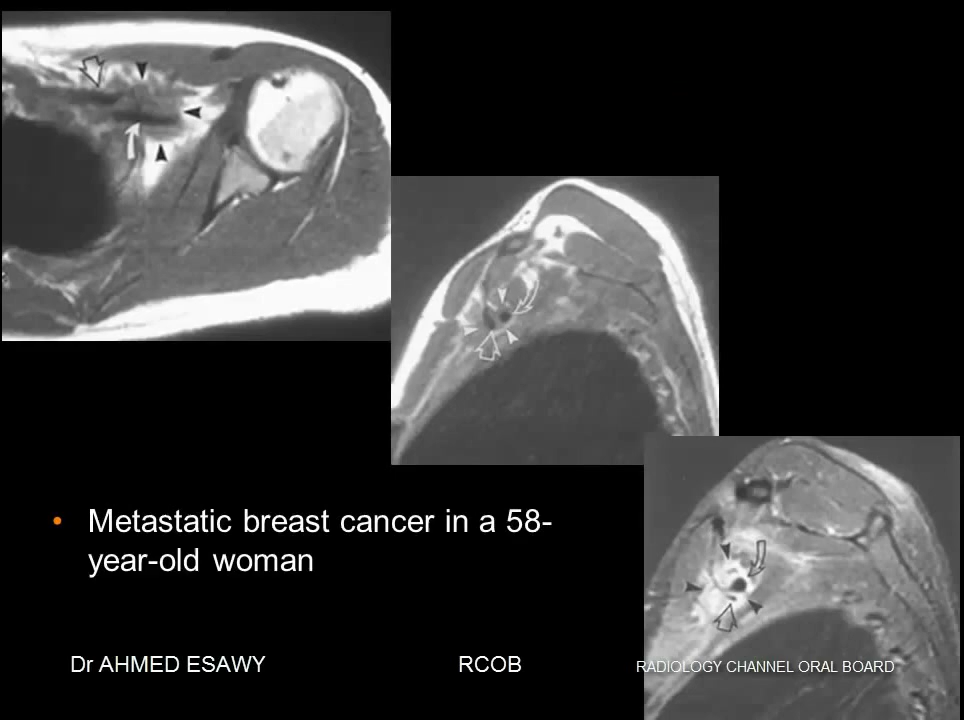 • Metastatic breast cancer in a 58-
year-old woman
Dr AHMED ESAWY RCOB RADIOLOGY CHANNEL ORAL BOARD